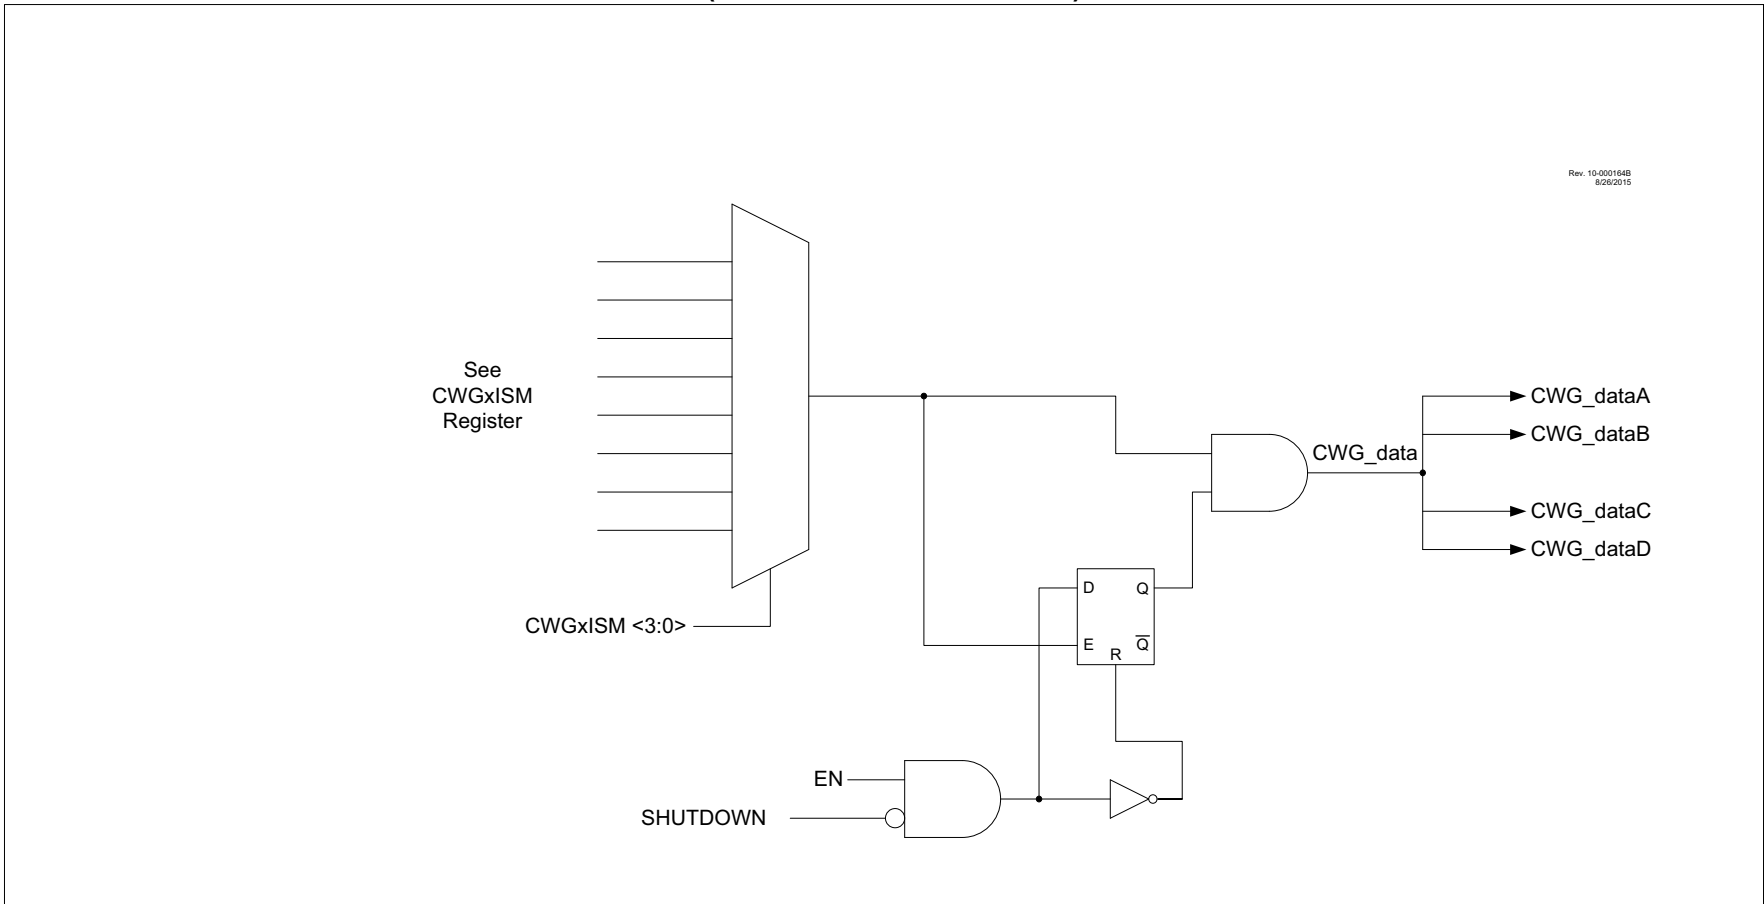 Rev. 10-000164B
8/26/2015
See
CWGxISM
Register
CWGxISM <3:0>
CWG_data
CWG_dataA
CWG_dataB
CWG_dataC
CWG_dataD
D
Q
E
Q̅
R
EN
SHUTDOWN